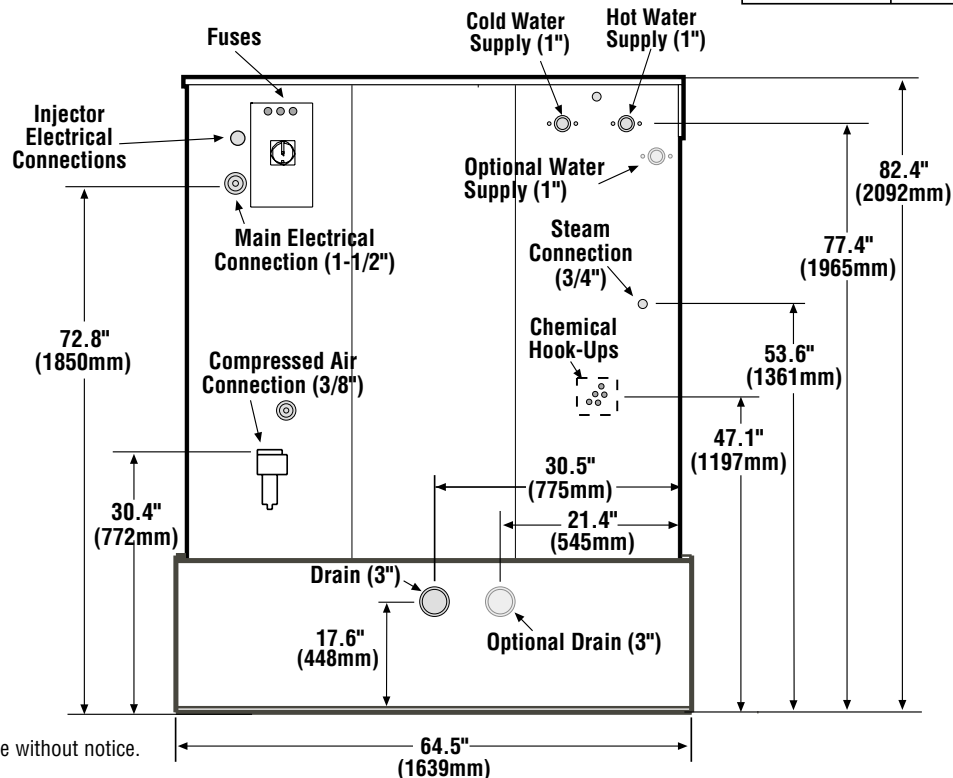 Fuses
Cold Water
Supply (1")
Hot Water
Supply (1")
Injector
Electrical
Connections
Optional Water
Supply (1")
82.4"
(2092mm)
Main Electrical
Connection (1-1/2")
Steam
Connection
(3/4")
77.4"
(1965mm)
72.8"
(1850mm)
Chemical
Hook-Ups
53.6"
(1361mm)
Compressed Air
Connection (3/8")
47.1"
(1197mm)
30.5"
(775mm)
30.4"
(772mm)
21.4"
(545mm)
Drain (3")
17.6"
(448mm)
Optional Drain (3")
e without notice.
64.5"
(1639mm)